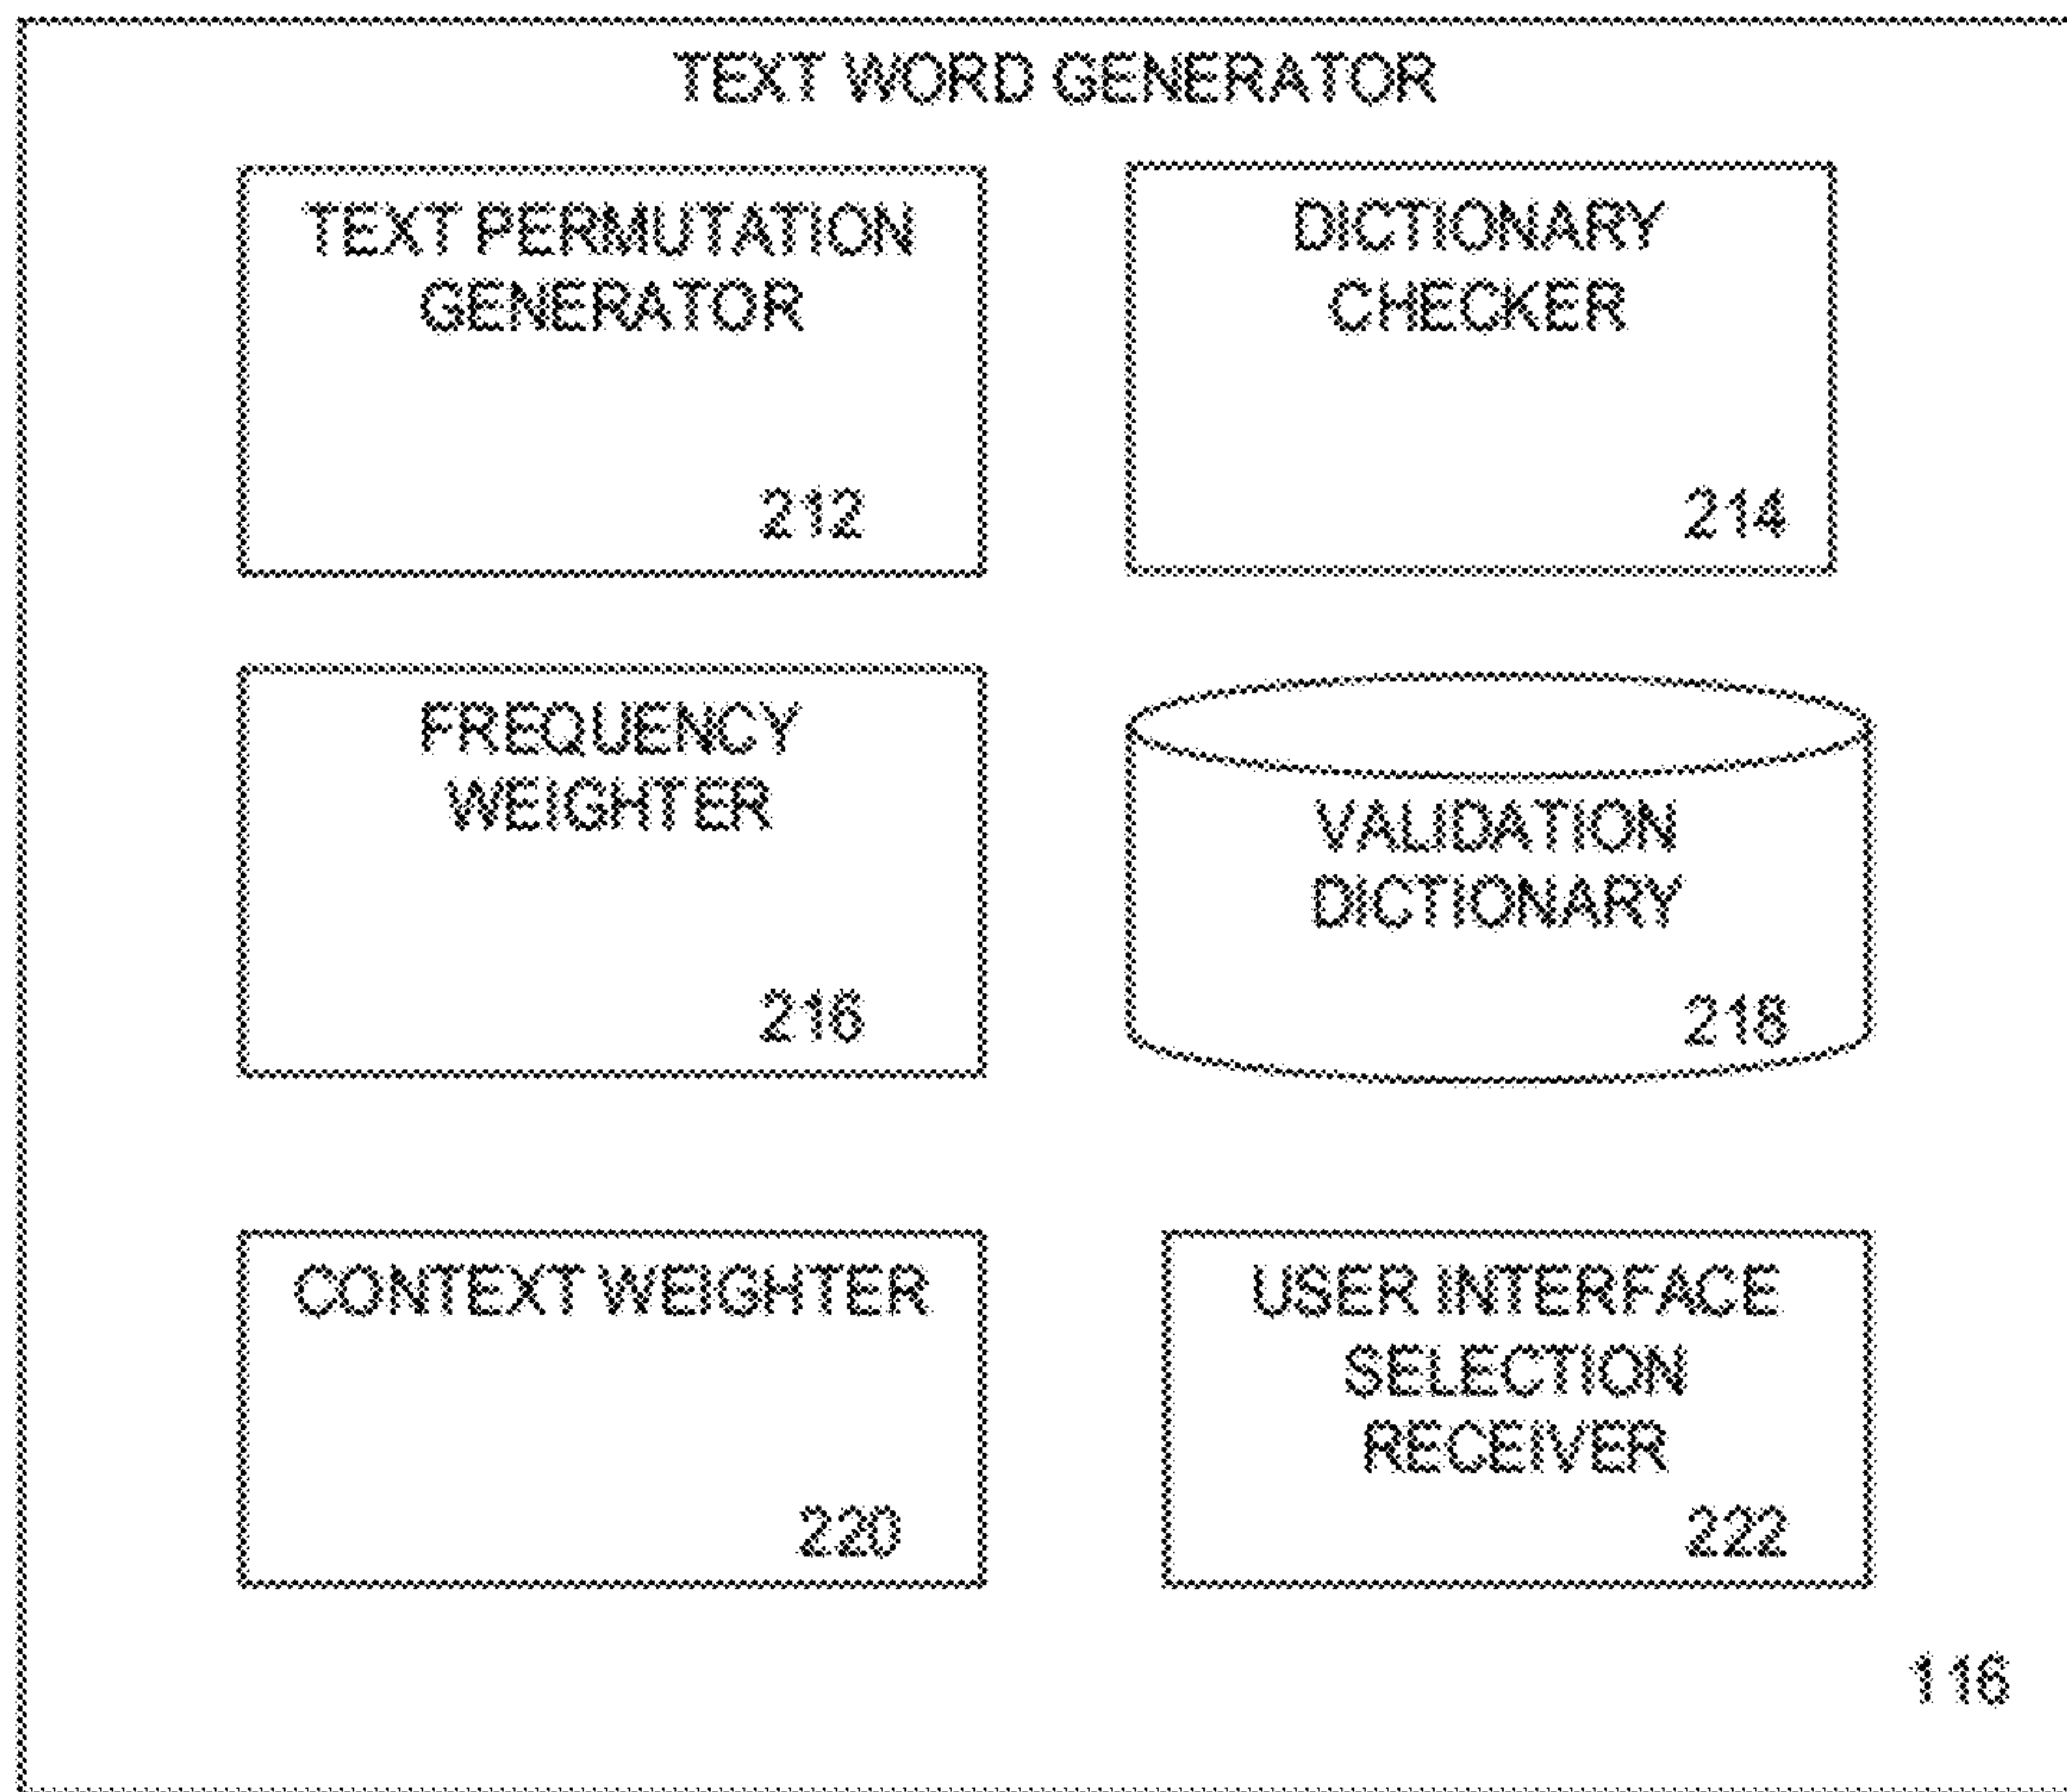 TEXT WORD GENERATOR
TEXT PERMUTATION
GENERATOR
212
DICTIONARY
CHECKER
214
FREQUENCY
WEIGHTER
216
VALIDATION
DICTIONARY
218
CONTEXT WEIGHTER
220
USER INTERFACE
SELECTION
RECEIVER
222
116